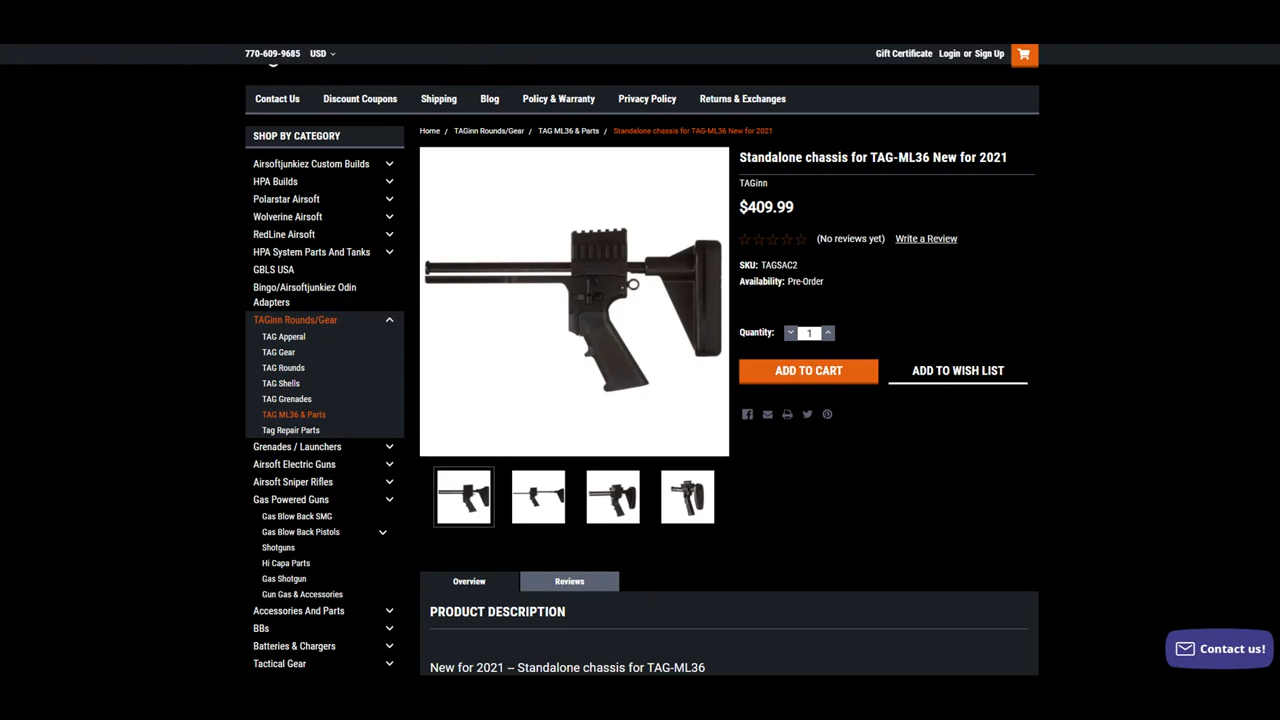 770-609-9685 USD
Gift Certificate Login or Sign Up
Contact Us Discount Coupons Shipping Blog Policy & Warranty Privacy Policy Returns & Exchanges
SHOP BY CATEGORY
Airsoftjunkiez Custom Builds
HPA Builds
Polarstar Airsoft
Wolverine Airsoft
RedLine Airsoft
HPA System Parts And Tanks
GBLS USA
Bingo/Airsoftjunkiez Odin
Adapters
TAGinn Rounds/Gear
TAG Apperal
TAG Gear
TAG Rounds
TAG Shells
TAG Grenades
TAG ML36 & Parts
Tag Repair Parts
Grenades / Launchers
Airsoft Electric Guns
Airsoft Sniper Rifles
Gas Powered Guns
Gas Blow Back SMG
Gas Blow Back Pistols
Shotguns
Hi Capa Parts
Gas Shotgun
Gun Gas & Accessories
Accessories And Parts
BBs
Batteries & Chargers
Tactical Gear
Home / TAGinn Rounds/Gear / TAG ML36 & Parts / Standalone chassis for TAG-ML36 New for 2021
Standalone chassis for TAG-ML36 New for 2021
TAGinn
$409.99
(No reviews yet) Write a Review
SKU: TAGSAC2
Availability: Pre-Order
Quantity: 1
ADD TO CART ADD TO WISH LIST
Overview Reviews
PRODUCT DESCRIPTION
New for 2021 – Standalone chassis for TAG-ML36
Contact us!